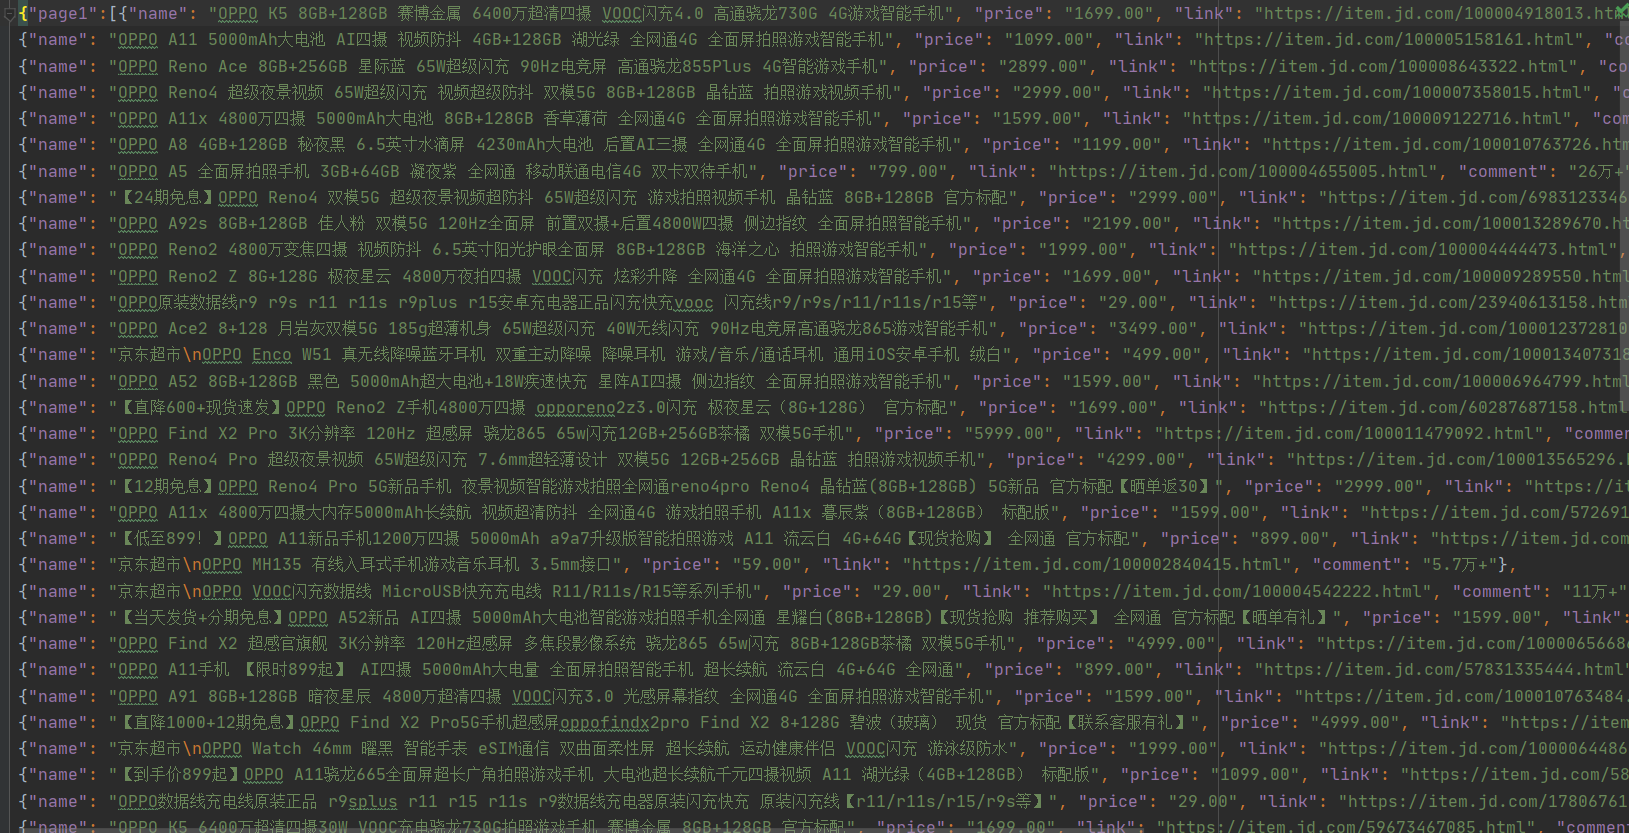 {"page1":[{"name": "OPPO K5 8GB+128GB 赛博金属 6400万超清四摄 VOOC闪充4.0 高通骁龙730G 4G游戏智能手机", "price": "1699.00", "link": "https://item.jd.com/100004918013.htm
{"name": "OPPO A11 5000mAh大电池 AI四摄 视频防抖 4GB+128GB 湖光绿 全网通4G 全面屏拍照游戏智能手机", "price": "1099.00", "link": "https://item.jd.com/100005158161.html", "co
{"name": "OPPO Reno Ace 8GB+256GB 星际蓝 65W超级闪充 90Hz电竞屏 高通骁龙855Plus 4G智能游戏手机", "price": "2899.00", "link": "https://item.jd.com/100008643322.html", "co
{"name": "OPPO Reno4 超级夜景视频 65W超级闪充 视频超级防抖 双模5G 8GB+128GB 晶钻蓝 拍照游戏视频手机", "price": "2999.00", "link": "https://item.jd.com/100007358015.html", "c
{"name": "OPPO A11x 4800万四摄 5000mAh大电池 8GB+128GB 香草薄荷 全网通4G 全面屏拍照游戏智能手机", "price": "1599.00", "link": "https://item.jd.com/100009122716.html", "com
{"name": "OPPO A8 4GB+128GB 秘夜黑 6.5英寸水滴屏 4230mAh大电池 后置AI三摄 全网通4G 全面屏拍照游戏智能手机", "price": "1199.00", "link": "https://item.jd.com/100010763726.htm
{"name": "OPPO A5 全面屏拍照手机 3GB+64GB 凝夜紫 全网通 移动联通电信4G 双卡双待手机", "price": "799.00", "link": "https://item.jd.com/100004655005.html", "comment": "26万+"
{"name": "【24期免息】OPPO Reno4 双模5G 超级夜景视频超防抖 65W超级闪充 游戏拍照视频手机 晶钻蓝 8GB+128GB 官方标配", "price": "2999.00", "link": "https://item.jd.com/6983123346
{"name": "OPPO A92s 8GB+128GB 佳人粉 双模5G 120Hz全面屏 前置双摄+后置4800W四摄 侧边指纹 全面屏拍照智能手机", "price": "2199.00", "link": "https://item.jd.com/100013289670.ht
{"name": "OPPO Reno2 4800万变焦四摄 视频防抖 6.5英寸阳光护眼全面屏 8GB+128GB 海洋之心 拍照游戏智能手机", "price": "1999.00", "link": "https://item.jd.com/100004444473.html",
{"name": "OPPO Reno2 Z 8G+128G 极夜星云 4800万夜拍四摄 VOOC闪充 炫彩升降 全网通4G 全面屏拍照游戏智能手机", "price": "1699.00", "link": "https://item.jd.com/100009289550.html
{"name": "OPPO原装数据线r9 r9s r11 r11s r9plus r15安卓充电器正品闪充快充vooc 闪充线r9/r9s/r11/r11s/r15等", "price": "29.00", "link": "https://item.jd.com/23940613158.htm
{"name": "OPPO Ace2 8+128 月岩灰双模5G 185g超薄机身 65W超级闪充 40W无线闪充 90Hz电竞屏高通骁龙865游戏智能手机", "price": "3499.00", "link": "https://item.jd.com/100012372810
{"name": "京东超市\nOPPO Enco W51 真无线降噪蓝牙耳机 双重主动降噪 降噪耳机 游戏/音乐/通话耳机 通用iOS安卓手机 绒白", "price": "499.00", "link": "https://item.jd.com/100013407318
{"name": "OPPO A52 8GB+128GB 黑色 5000mAh超大电池+18W疾速快充 星阵AI四摄 侧边指纹 全面屏拍照游戏智能手机", "price": "1599.00", "link": "https://item.jd.com/100006964799.html
{"name": "【直降600+现货速发】OPPO Reno2 Z手机4800万四摄 opporeno2z3.0闪充 极夜星云（8G+128G） 官方标配", "price": "1699.00", "link": "https://item.jd.com/60287687158.html
{"name": "OPPO Find X2 Pro 3K分辨率 120Hz 超感屏 骁龙865 65w闪充12GB+256GB茶橘 双模5G手机", "price": "5999.00", "link": "https://item.jd.com/100011479092.html", "comment
{"name": "OPPO Reno4 Pro 超级夜景视频 65W超级闪充 7.6mm超轻薄设计 双模5G 12GB+256GB 晶钻蓝 拍照游戏视频手机", "price": "4299.00", "link": "https://item.jd.com/100013565296.h
{"name": "【12期免息】OPPO Reno4 Pro 5G新品手机 夜景视频智能游戏拍照全网通reno4pro Reno4 晶钻蓝(8GB+128GB) 5G新品 官方标配【晒单返30】", "price": "2999.00", "link": "https://it
{"name": "OPPO A11x 4800万四摄大内存5000mAh长续航 视频超清防抖 全网通4G 游戏拍照手机 A11x 暮辰紫（8GB+128GB） 标配版", "price": "1599.00", "link": "https://item.jd.com/572691
{"name": "【低至899！】OPPO A11新品手机1200万四摄 5000mAh a9a7升级版智能拍照游戏 A11 流云白 4G+64G【现货抢购】 全网通 官方标配", "price": "899.00", "link": "https://item.jd.com
{"name": "京东超市\nOPPO MH135 有线入耳式手机游戏音乐耳机 3.5mm接口", "price": "59.00", "link": "https://item.jd.com/100002840415.html", "comment": "5.7万+"},
{"name": "京东超市\nOPPO VOOC闪充数据线 MicroUSB快充充电线 R11/R11s/R15等系列手机", "price": "29.00", "link": "https://item.jd.com/100004542222.html", "comment": "11万+"
{"name": "【当天发货+分期免息】OPPO A52新品 AI四摄 5000mAh大电池智能游戏拍照手机全网通 星耀白(8GB+128GB)【现货抢购 推荐购买】 全网通 官方标配【晒单有礼】", "price": "1599.00", "link":
{"name": "OPPO Find X2 超感官旗舰 3K分辨率 120Hz超感屏 多焦段影像系统 骁龙865 65w闪充 8GB+128GB茶橘 双模5G手机", "price": "4999.00", "link": "https://item.jd.com/1000065668
{"name": "OPPO A11手机 【限时899起】 AI四摄 5000mAh大电量 全面屏拍照智能手机 超长续航 流云白 4G+64G 全网通", "price": "899.00", "link": "https://item.jd.com/57831335444.html"
{"name": "OPPO A91 8GB+128GB 暗夜星辰 4800万超清四摄 VOOC闪充3.0 光感屏幕指纹 全网通4G 全面屏拍照游戏智能手机", "price": "1599.00", "link": "https://item.jd.com/100010763484.
{"name": "【直降1000+12期免息】OPPO Find X2 Pro5G手机超感屏oppofindx2pro Find X2 8+128G 碧波（玻璃） 现货 官方标配【联系客服有礼】", "price": "4999.00", "link": "https://item
{"name": "京东超市\nOPPO Watch 46mm 曜黑 智能手表 eSIM通信 双曲面柔性屏 超长续航 运动健康伴侣 VOOC闪充 游泳级防水", "price": "1999.00", "link": "https://item.jd.com/1000064486
{"name": "【到手价899起】OPPO A11骁龙665全面屏超长广角拍照游戏手机 大电池超长续航千元四摄视频 A11 湖光绿（4GB+128GB） 标配版", "price": "1099.00", "link": "https://item.jd.com/58
{"name": "OPPO数据线充电线原装正品 r9splus r11 r15 r11s r9数据线充电器原装闪充快充 原装闪充线【r11/r11s/r15/r9s等】", "price": "29.00", "link": "https://item.jd.com/17806761
{"name": "OPPO K5 6400万超清四摄30W VOOC充电骁龙730G拍照游戏手机 赛博金属 8GB+128GB 官方标配", "price": "1699.00", "link": "https://item.jd.com/59673467085.html",